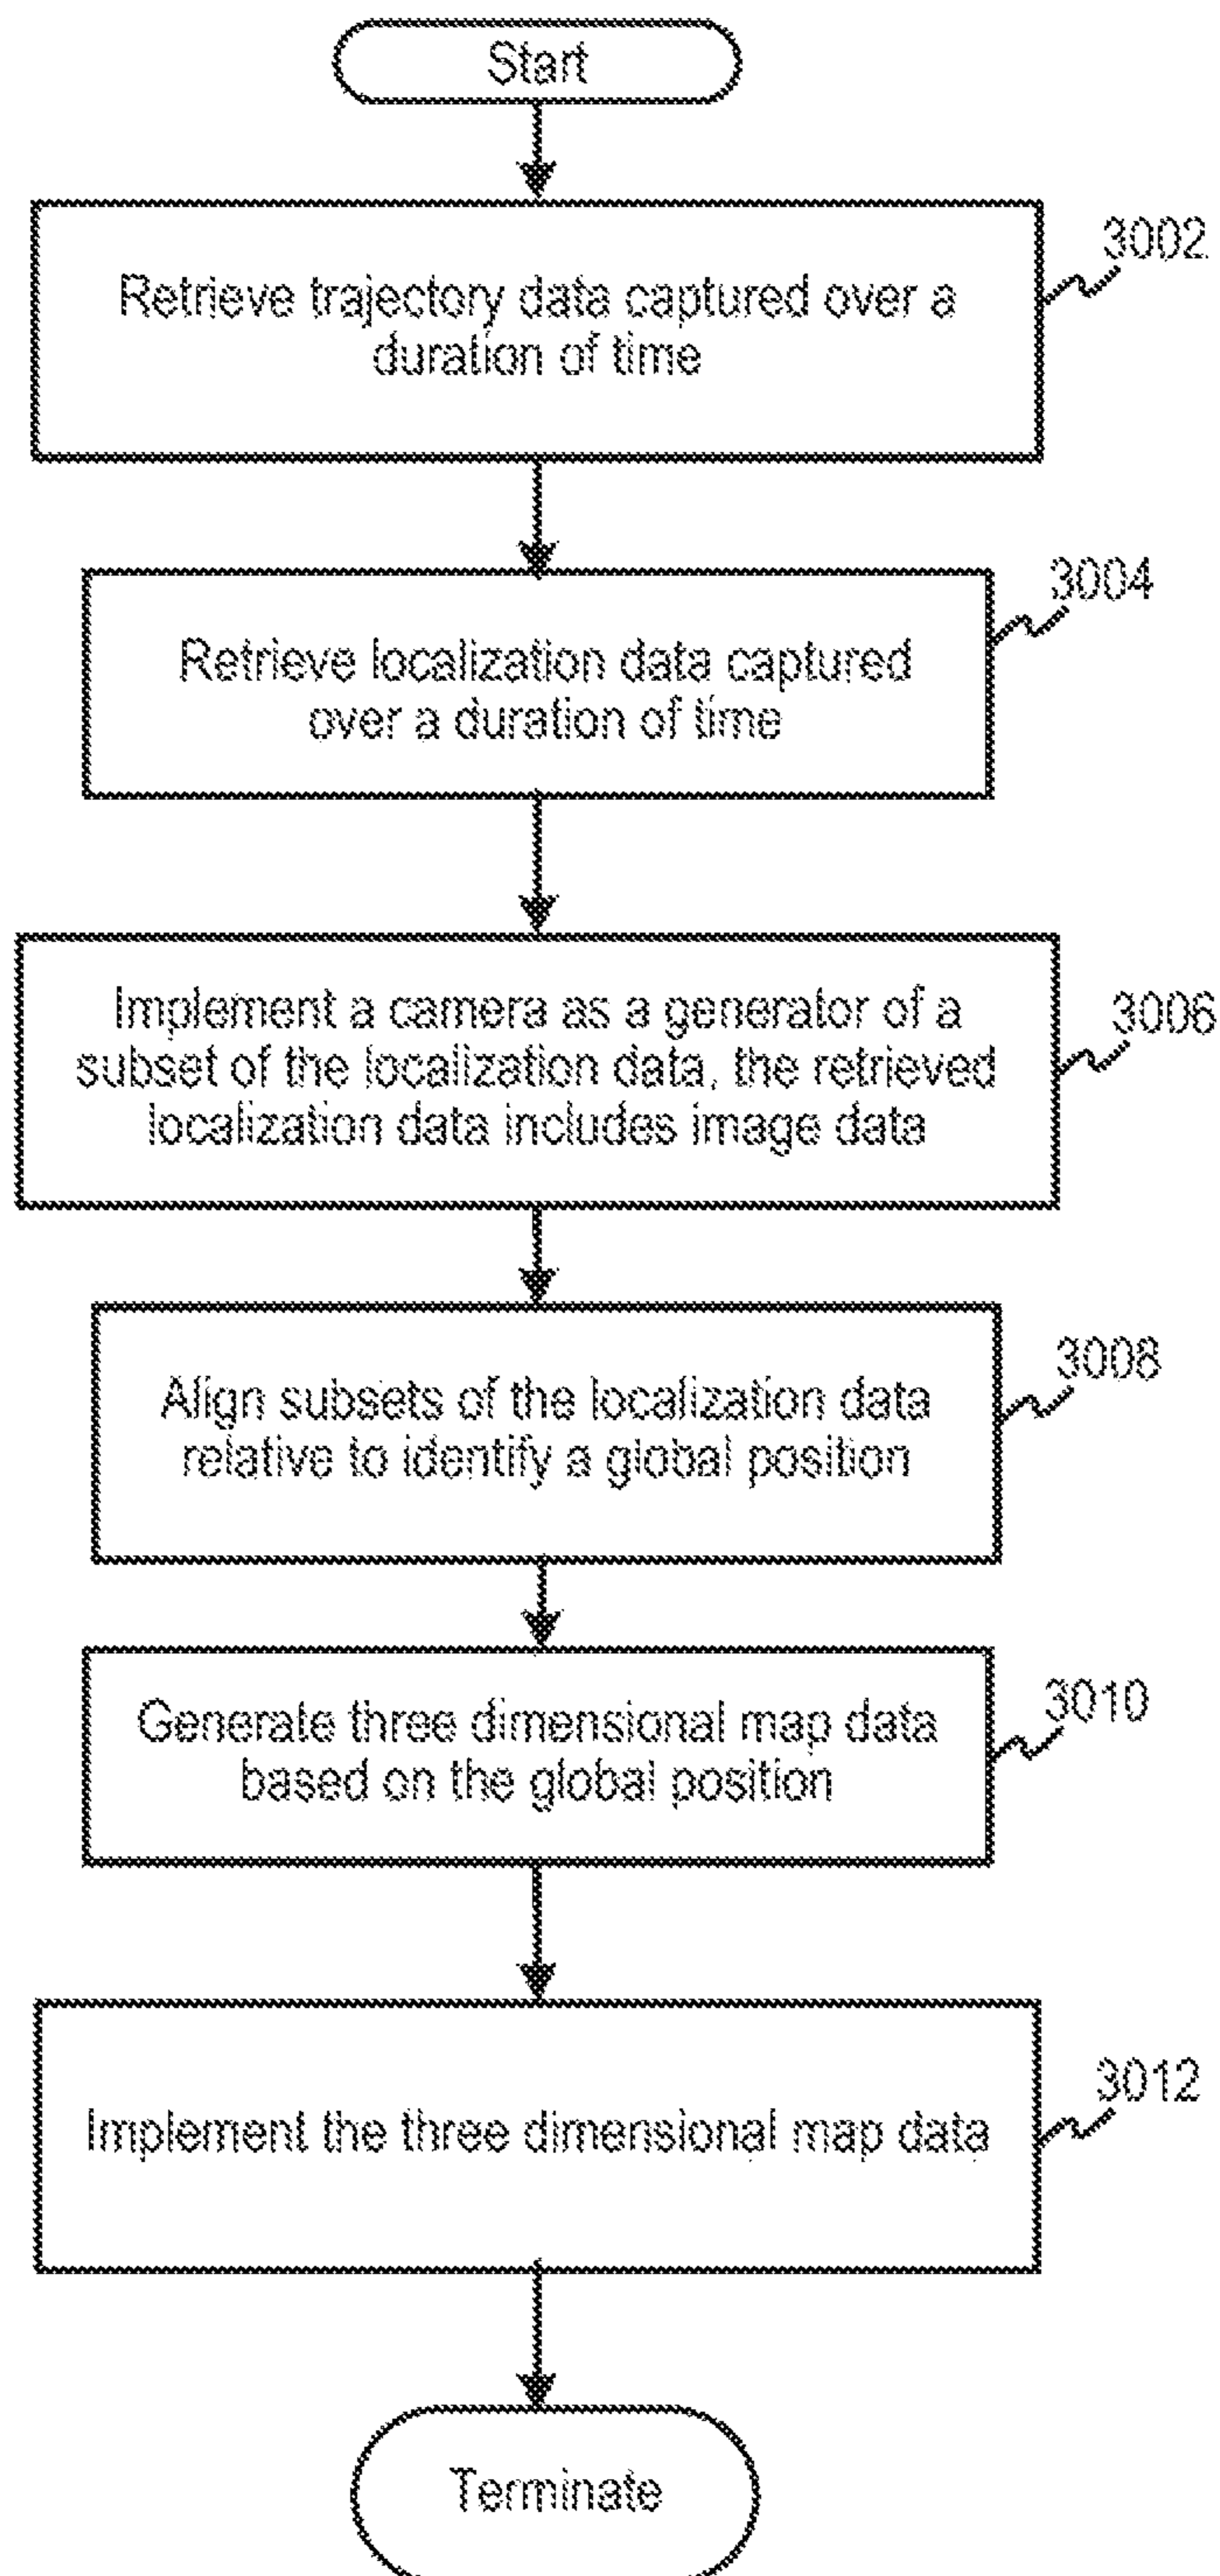 Start
3002
Retrieve trajectory data captured over a
duration of time
3004
Retrieve localization data captured
over a duration of time
3006
Implement a camera as a generator of a
subset of the localization data, the retrieved
localization data includes image data
3008
Align subsets of the localization data
relative to identify a global position
3010
Generate three dimensional map data
based on the global position
3012
Implement the three dimensional map data
Terminate